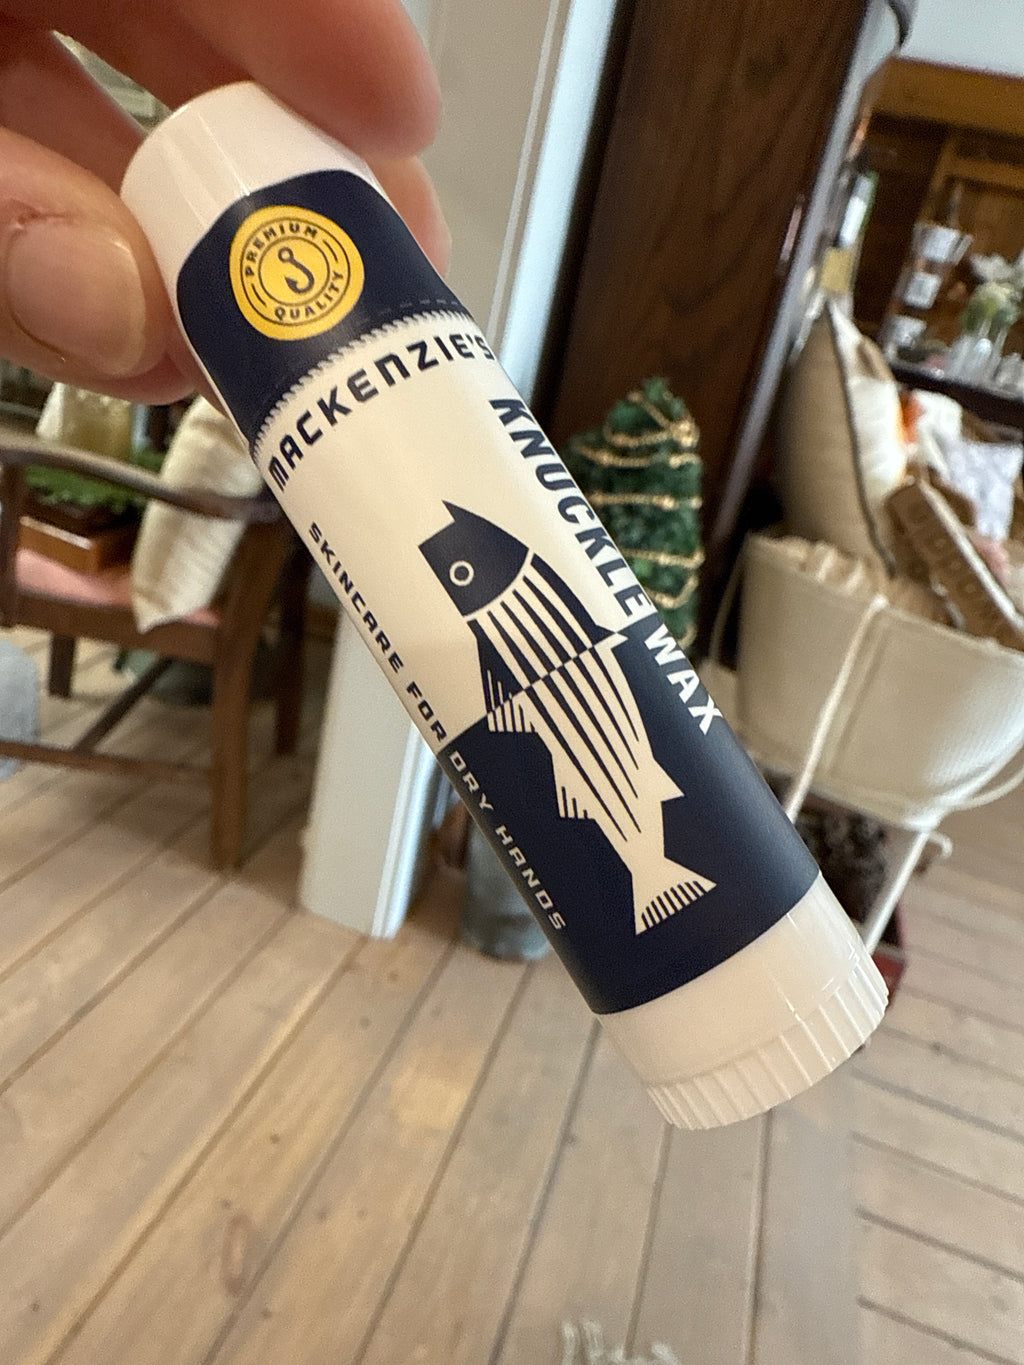 PREMIUM
QUALITY
MACKENZIE'S
KNUCKLE WAX
SKINCARE FOR DRY HANDS